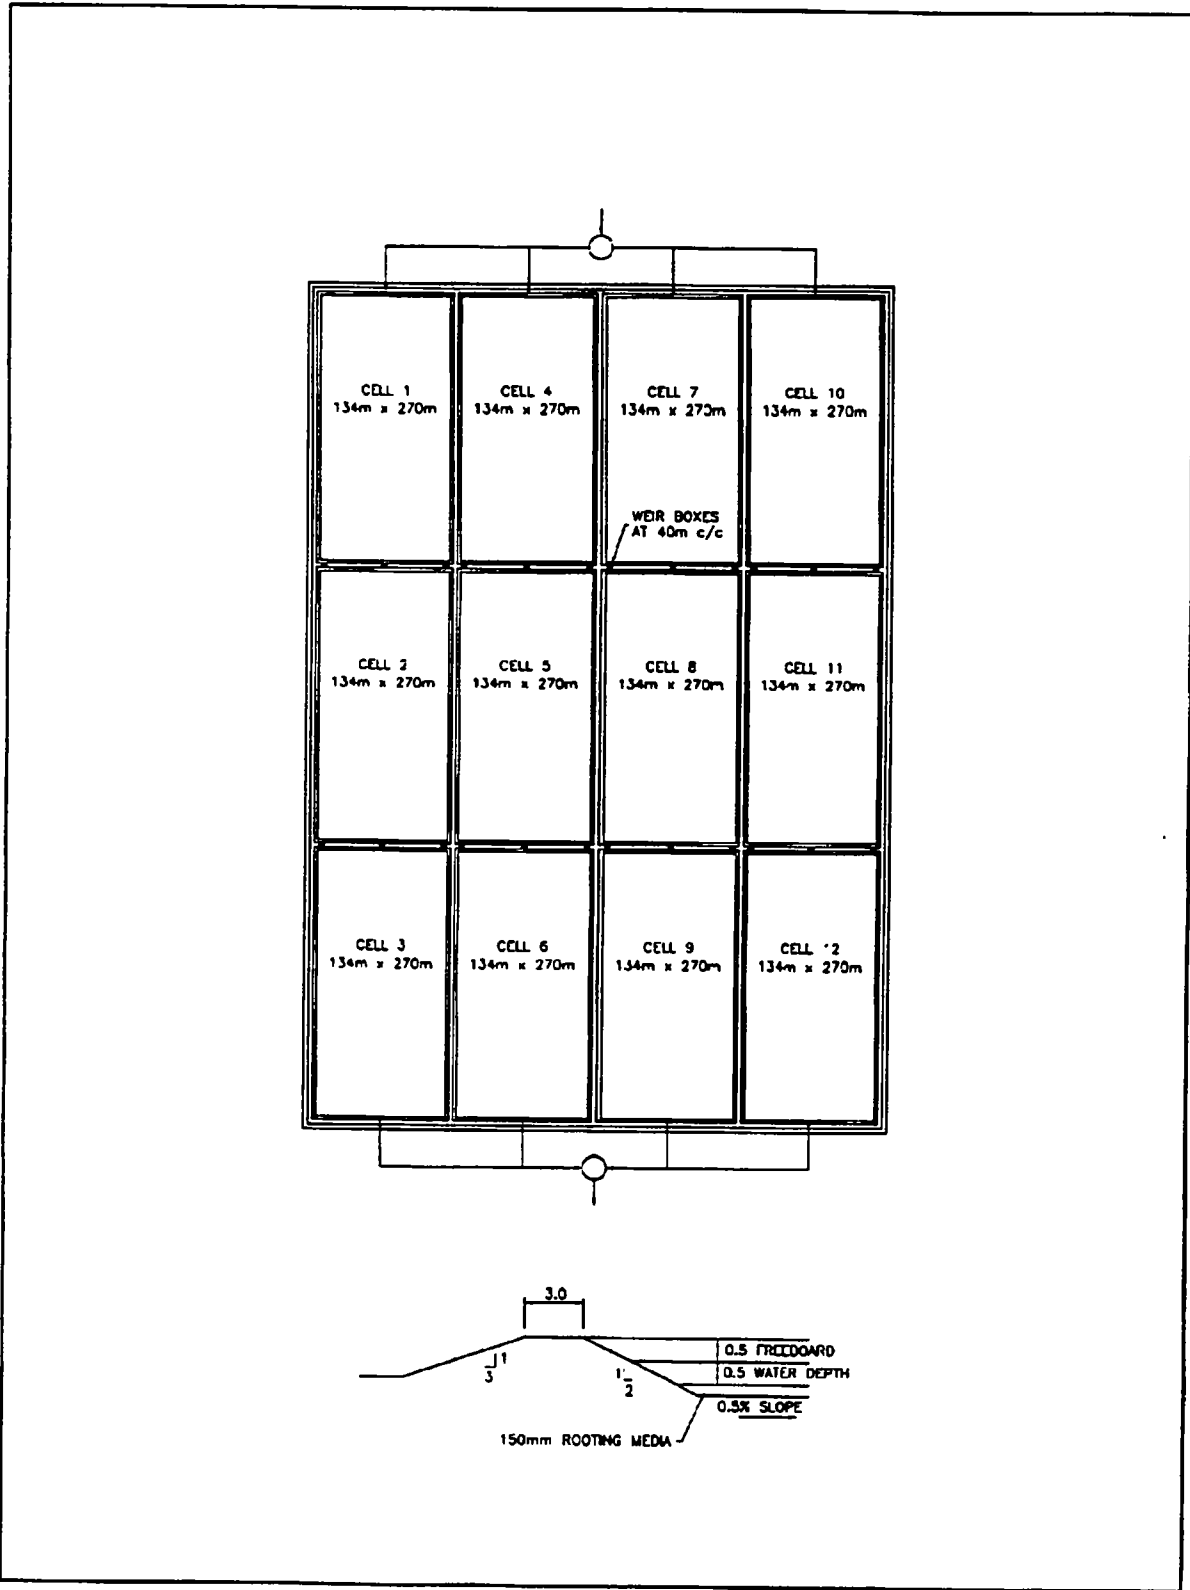 CELL 1
134m x 270m
CELL 4
134m x 270m
CELL 7
134m x 270m
CELL 10
134m x 270m
WEIR BOXES
AT 40m c/c
CELL 2
134m x 270m
CELL 5
134m x 270m
CELL 8
134m x 270m
CELL 11
134m x 270m
CELL 3
134m x 270m
CELL 6
134m x 270m
CELL 9
134m x 270m
CELL 12
134m x 270m
3.0
1
3
1
2
0.5 FREEBOARD
0.5 WATER DEPTH
0.5% SLOPE
150mm ROOTING MEDIA